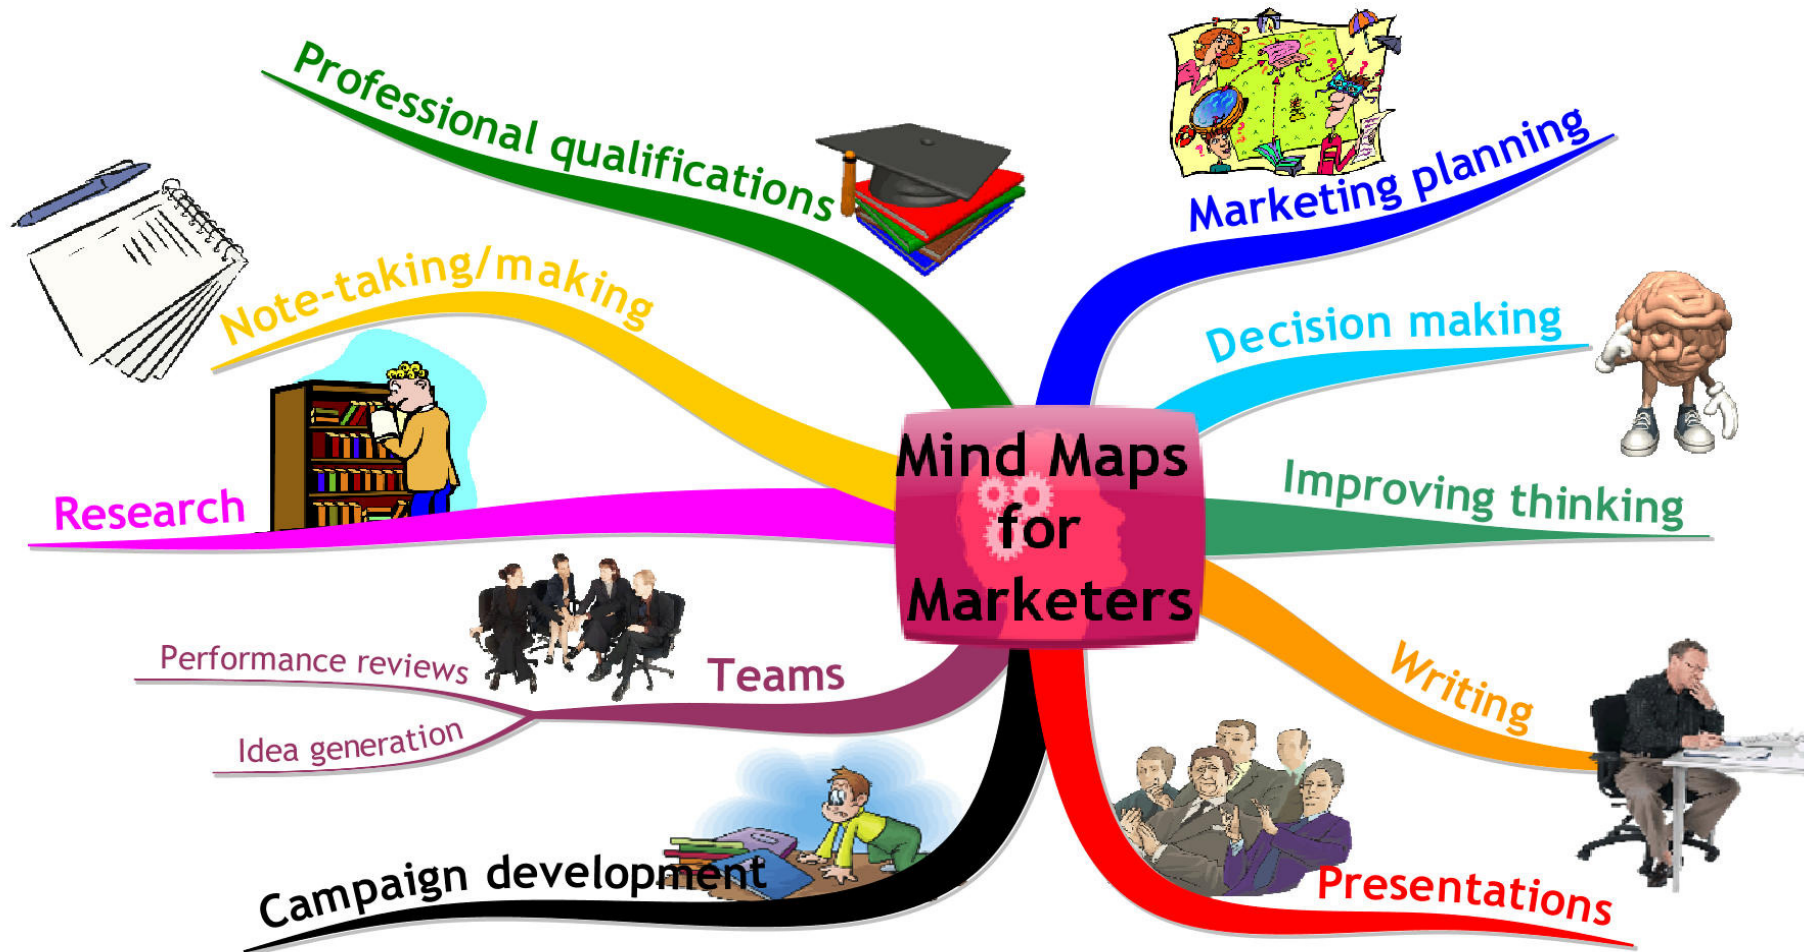 Mind Maps
for
Marketers
Marketing planning
Decision making
Improving thinking
Writing
Presentations
Campaign development
Teams
Performance reviews
Idea generation
Research
Note-taking/making
Professional qualifications